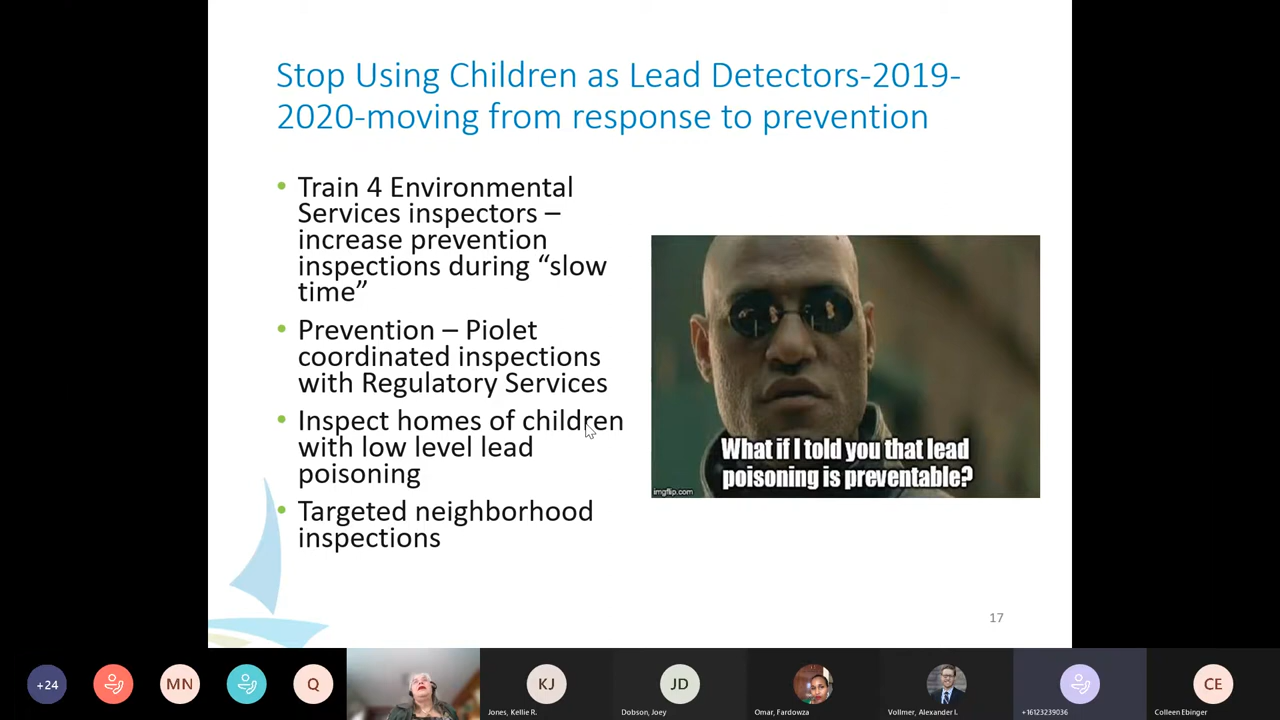 Stop Using Children as Lead Detectors-2019-
2020-moving from response to prevention
• Train 4 Environmental
Services inspectors –
increase prevention
inspections during “slow
time”
• Prevention – Piolet
coordinated inspections
with Regulatory Services
• Inspect homes of children
with low level lead
poisoning
• Targeted neighborhood
inspections
What if I told you that lead
poisoning is preventable?
imgflip.com
17
+24
MN
Q
KJ
JD
CE
Jones, Kellie R.
Dobson, Joey
Omar, Fardowza
Vollmer, Alexander I.
+16123239036
Colleen Ebinger